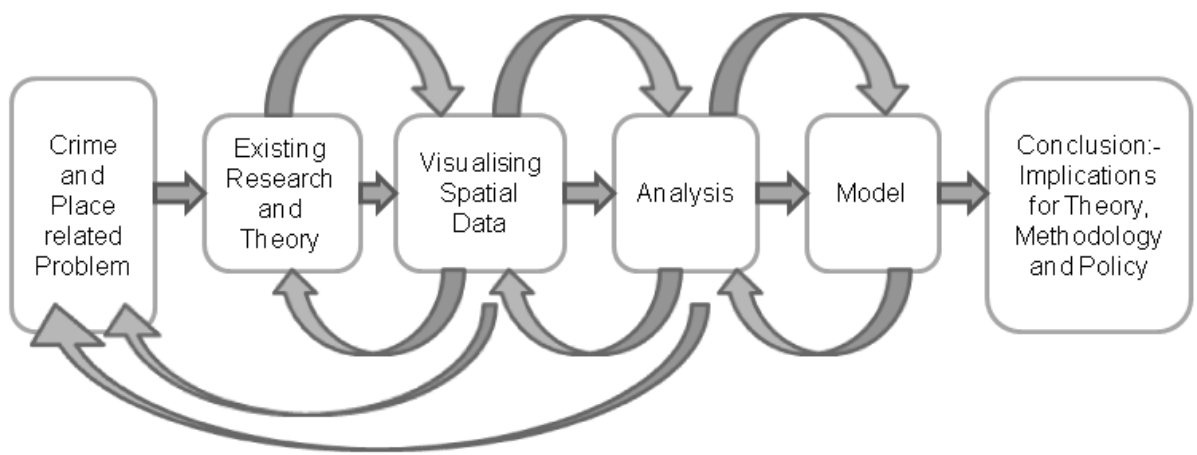 Crime
and
Place
related
Problem
Existing
Research
and
Theory
Visualising
Spatial
Data
Analysis
Model
Conclusion:-
Implications
for Theory,
Methodology
and Policy